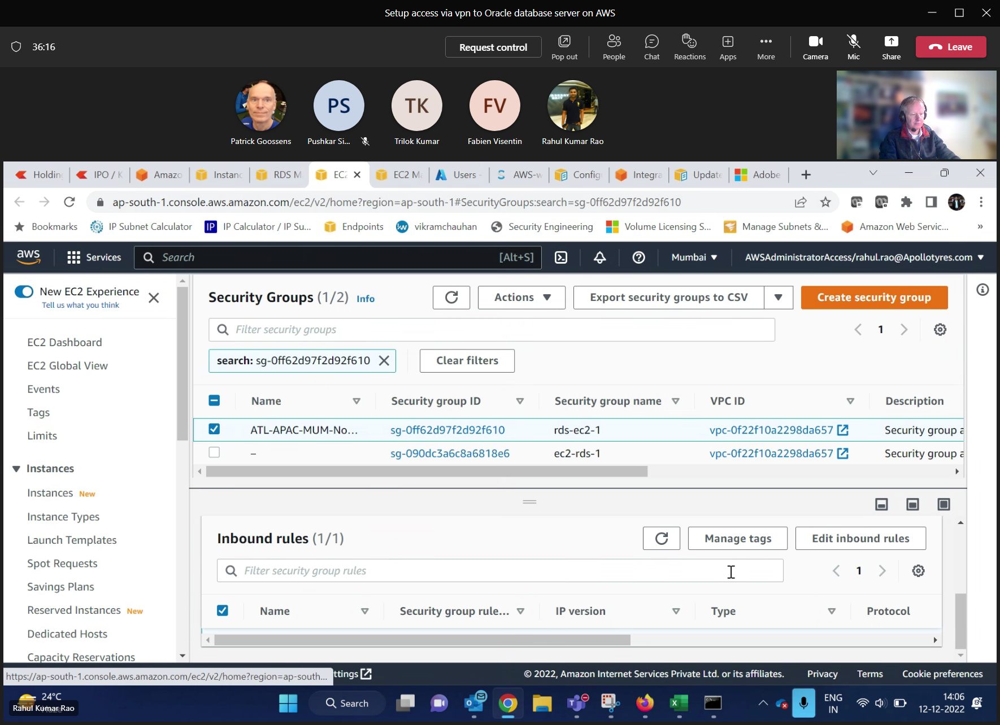 Setup access via vpn to Oracle database server on AWS
36:16
Request control
Pop out
People
Chat
Reactions
Apps
More
Camera
Mic
Share
Leave
PS
TK
FV
Patrick Goossens
Pushkar Si...
Trilok Kumar
Fabien Visentin
Rahul Kumar Rao
Holding
IPO / K
Amazo
Instanc
RDS M
EC2
EC2 Ma
Users -
AWS-w
Config
Integra
Update
Adobe
ap-south-1.console.aws.amazon.com/ec2/v2/home?region=ap-south-1#SecurityGroups:search=sg-0ff62d97f2d92f610
Bookmarks
IP Subnet Calculator
IP
IP Calculator / IP Su...
Endpoints
vikramchauhan
Security Engineering
Volume Licensing S...
Manage Subnets &...
Amazon Web Servic...
»
aws
Services
Search
[Alt+S]
Mumbai
AWSAdministratorAccess/rahul.rao@Apollotyres.com
New EC2 Experience
Tell us what you think
EC2 Dashboard
EC2 Global View
Events
Tags
Limits
Instances
Instances New
Instance Types
Launch Templates
Spot Requests
Savings Plans
Reserved Instances New
Dedicated Hosts
Capacity Reservations
Security Groups (1/2) Info
Actions
Export security groups to CSV
Create security group
Filter security groups
1
search: sg-0ff62d97f2d92f610
Clear filters
Name Security group ID Security group name VPC ID Description
ATL-APAC-MUM-No... sg-0ff62d97f2d92f610 rds-ec2-1 vpc-0f22f10a2298da657 Security group a
– sg-090dc3a6c8a6818e6 ec2-rds-1 vpc-0f22f10a2298da657 Security group a
Inbound rules (1/1)
Manage tags
Edit inbound rules
Filter security group rules
1
Name Security group rule... IP version Type Protocol
https://ap-south-1.console.aws.amazon.com/ec2/v2/home?region=ap-south...
ttings
© 2022, Amazon Internet Services Private Ltd. or its affiliates.
Privacy
Terms
Cookie preferences
24°C
Rahul Kumar Rao
Search
ENG
IN
14:06
12-12-2022